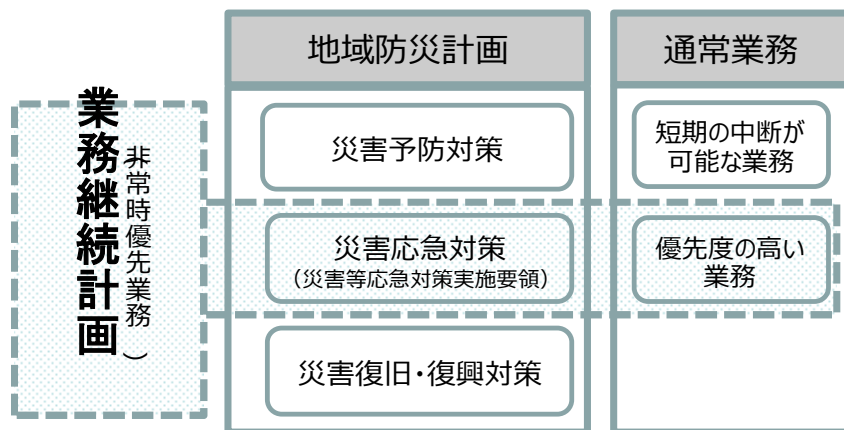 業務継続計画
(非常時優先業務)
地域防災計画
災害予防対策
災害応急対策
(災害等応急対策実施要領)
災害復旧・復興対策
通常業務
短期の中断が
可能な業務
優先度の高い
業務